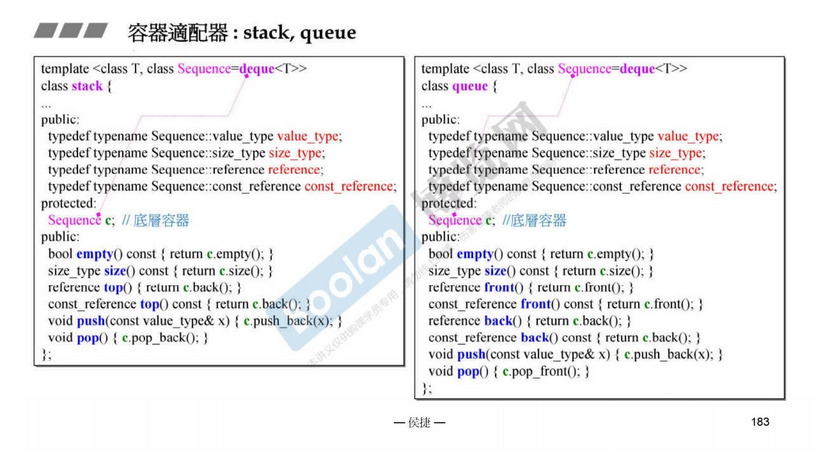 容器適配器 : stack, queue
template <class T, class Sequence=deque<T>>
class stack {
...
public:
typedef typename Sequence::value_type value_type;
typedef typename Sequence::size_type size_type;
typedef typename Sequence::reference reference;
typedef typename Sequence::const_reference const_reference;
protected:
Sequence c; // 底層容器
public:
bool empty() const { return c.empty(); }
size_type size() const { return c.size(); }
reference top() { return c.back(); }
const_reference top() const { return c.back(); }
void push(const value_type& x) { c.push_back(x); }
void pop() { c.pop_back(); }
};
template <class T, class Sequence=deque<T>>
class queue {
...
public:
typedef typename Sequence::value_type value_type;
typedef typename Sequence::size_type size_type;
typedef typename Sequence::reference reference;
typedef typename Sequence::const_reference const_reference;
protected:
Sequence c; //底層容器
public:
bool empty() const { return c.empty(); }
size_type size() const { return c.size(); }
reference front() { return c.front(); }
const_reference front() const { return c.front(); }
reference back() { return c.back(); }
const_reference back() const { return c.back(); }
void push(const value_type& x) { c.push_back(x); }
void pop() { c.pop_front(); }
};
Boolan 博览网
— 侯捷 —
183